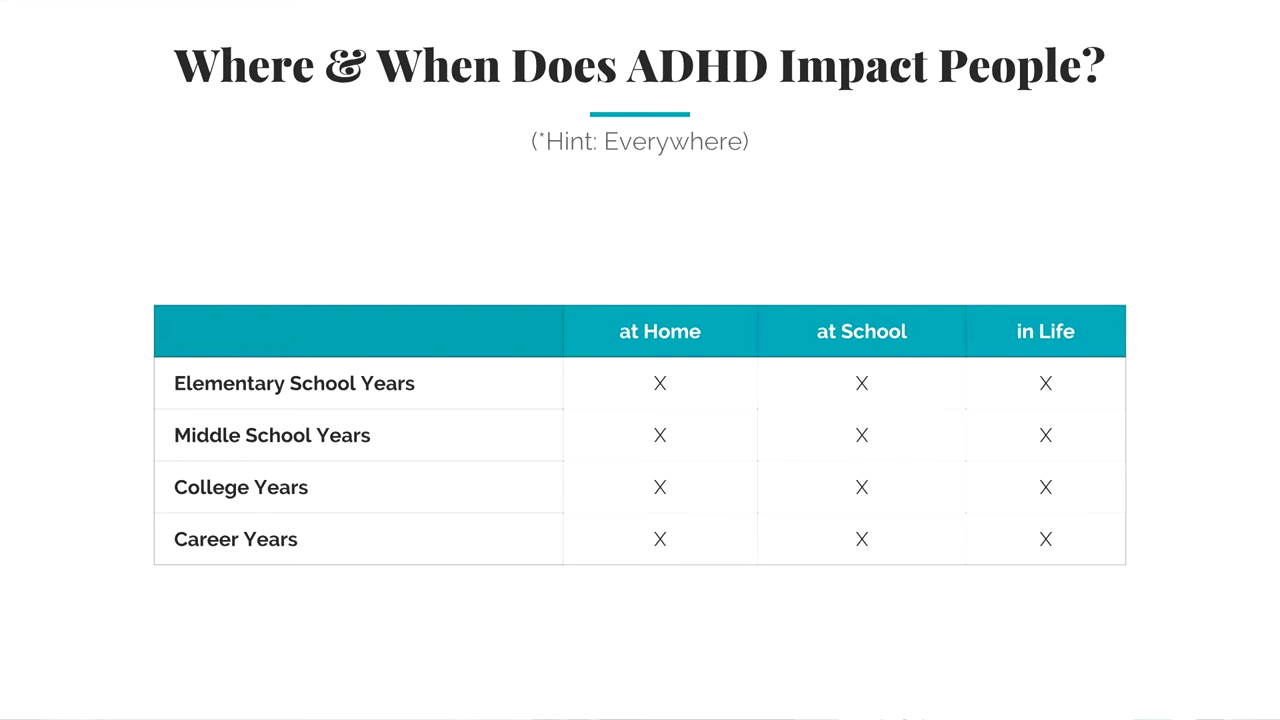 Where & When Does ADHD Impact People?
(*Hint: Everywhere)
at Home at School in Life
Elementary School Years X X X
Middle School Years X X X
College Years X X X
Career Years X X X